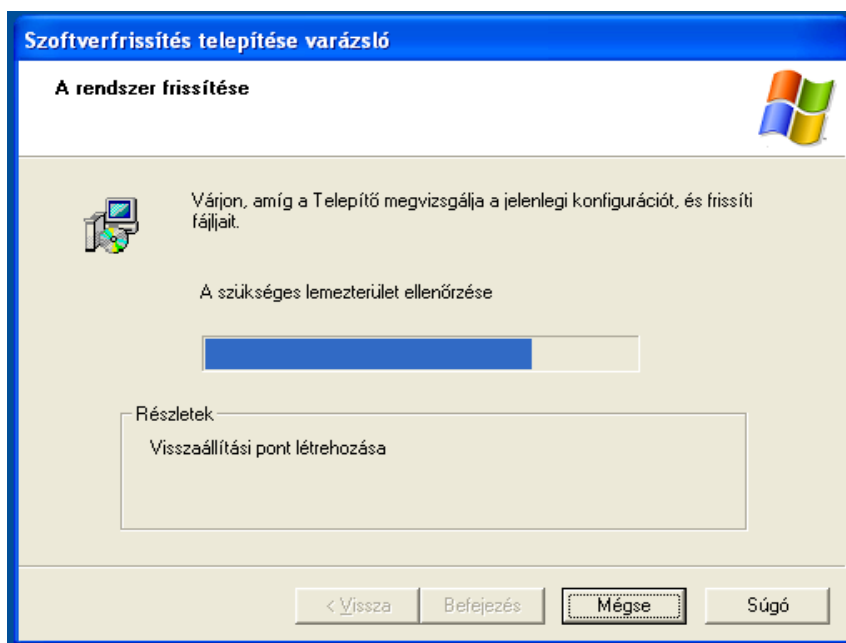 Szoftverfrissítés telepítése varázsló
A rendszer frissítése
Várjon, amíg a Telepítő megvizsgálja a jelenlegi konfigurációt, és frissíti
fájljait.
A szükséges lemezterület ellenőrzése
Részletek
Visszaállítási pont létrehozása
< Vissza Befejezés Mégse Súgó